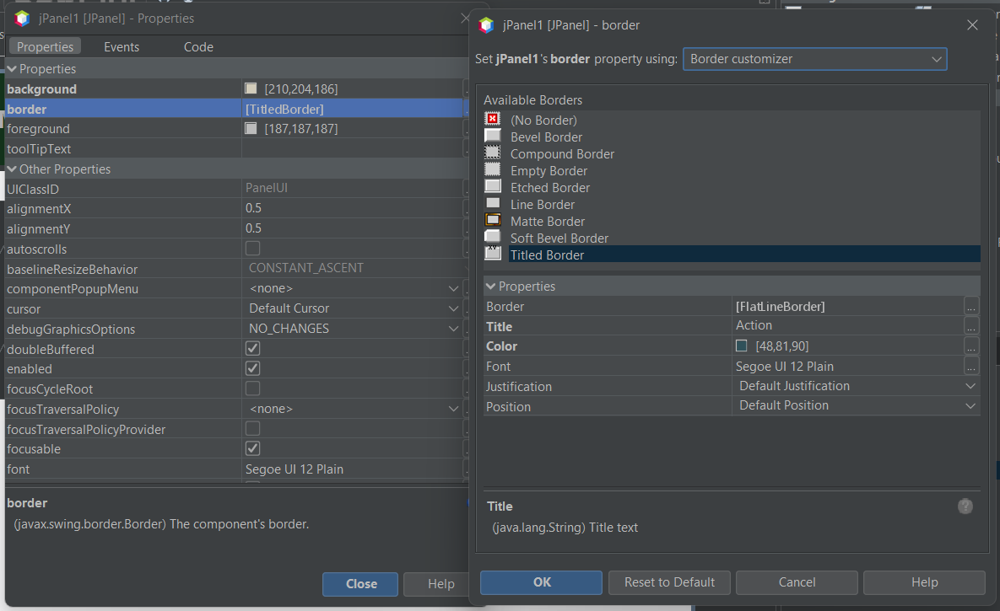 jPanel1 [JPanel] - Properties
Properties
Events
Code
Properties
background [210,204,186]
border [TitledBorder]
foreground [187,187,187]
toolTipText
Other Properties
UIClassID PanelUI
alignmentX 0.5
alignmentY 0.5
autoscrolls
baselineResizeBehavior CONSTANT_ASCENT
componentPopupMenu <none>
cursor Default Cursor
debugGraphicsOptions NO_CHANGES
doubleBuffered
enabled
focusCycleRoot
focusTraversalPolicy <none>
focusTraversalPolicyProvider
focusable
font Segoe UI 12 Plain
border
(javax.swing.border.Border) The component's border.
Close
Help
jPanel1 [JPanel] - border
Set jPanel1's border property using: Border customizer
Available Borders
(No Border)
Bevel Border
Compound Border
Empty Border
Etched Border
Line Border
Matte Border
Soft Bevel Border
Titled Border
Properties
Border [FlatLineBorder] ...
Title Action ...
Color [48,81,90] ...
Font Segoe UI 12 Plain ...
Justification Default Justification
Position Default Position
Title
(java.lang.String) Title text
OK
Reset to Default
Cancel
Help